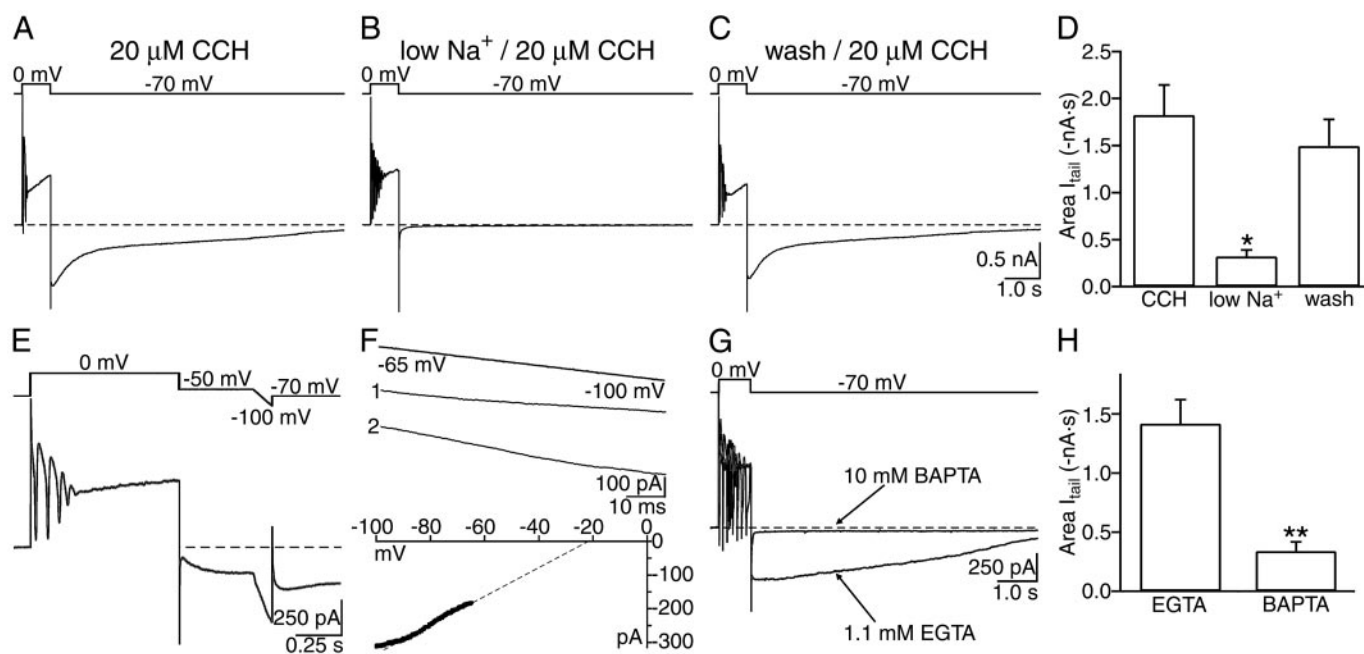 A
20 μM CCH
0 mV
-70 mV
B
low Na⁺ / 20 μM CCH
0 mV
-70 mV
C
wash / 20 μM CCH
0 mV
-70 mV
0.5 nA
1.0 s
D
Area I_tail (-nA·s)
2.5
2.0
1.5
1.0
0.5
0.0
*
CCH
low Na⁺
wash
E
0 mV
-50 mV
-70 mV
-100 mV
250 pA
0.25 s
F
-65 mV
-100 mV
1
2
100 pA
10 ms
-100 -80 -60 -40 -20 0
mV
0
-100
-200
-300
pA
G
0 mV
-70 mV
10 mM BAPTA
250 pA
1.0 s
1.1 mM EGTA
H
Area I_tail (-nA·s)
1.5
1.0
0.5
0.0
**
EGTA
BAPTA